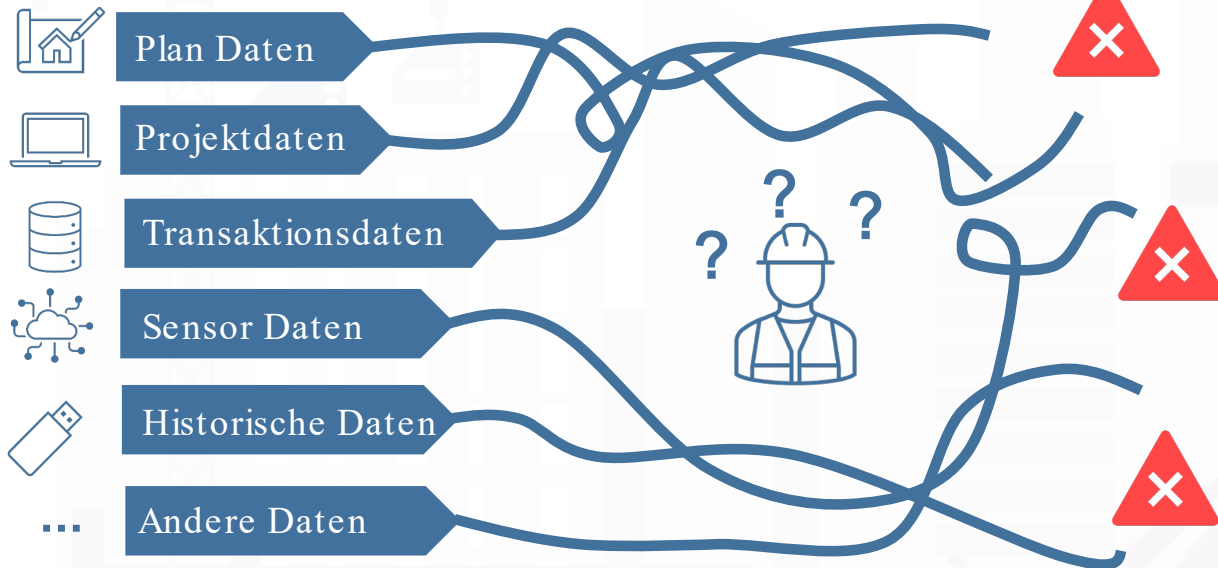 Plan Daten
Projektdaten
? ? ?
Transaktionsdaten
Sensor Daten
Historische Daten
... Andere Daten